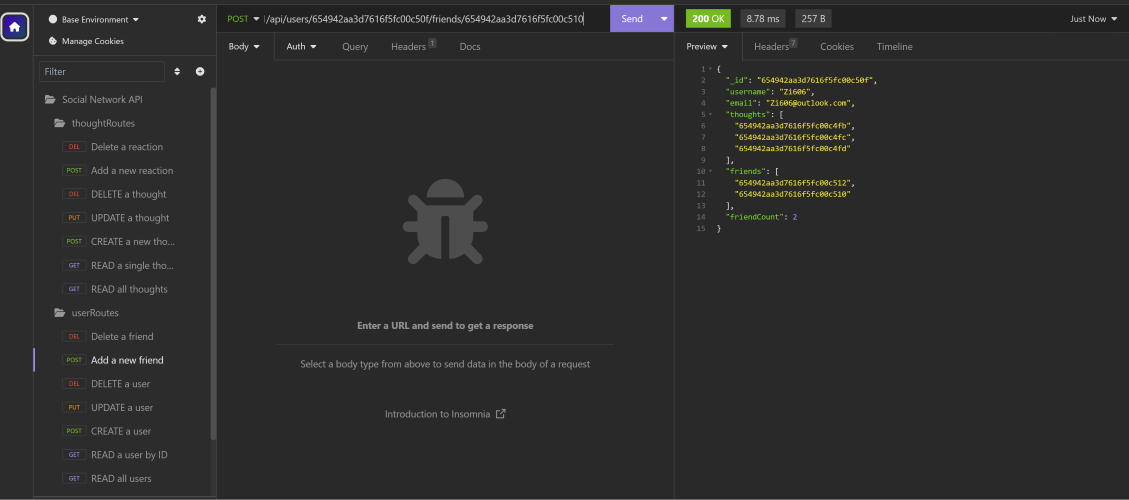 Base Environment
Manage Cookies
Filter
Social Network API
thoughtRoutes
DEL Delete a reaction
POST Add a new reaction
DEL DELETE a thought
PUT UPDATE a thought
POST CREATE a new tho...
GET READ a single tho...
GET READ all thoughts
userRoutes
DEL Delete a friend
POST Add a new friend
DEL DELETE a user
PUT UPDATE a user
POST CREATE a user
GET READ a user by ID
GET READ all users
POST /api/users/654942aa3d7616f5fc00c50f/friends/654942aa3d7616f5fc00c510 Send
Body Auth Query Headers 1 Docs
Enter a URL and send to get a response
Select a body type from above to send data in the body of a request
Introduction to Insomnia
200 OK 8.78 ms 257 B Just Now
Preview Headers 7 Cookies Timeline
1 {
2 "_id": "654942aa3d7616f5fc00c50f",
3 "username": "Zi606",
4 "email": "Zi606@outlook.com",
5 "thoughts": [
6 "654942aa3d7616f5fc00c4fb",
7 "654942aa3d7616f5fc00c4fc",
8 "654942aa3d7616f5fc00c4fd"
9 ],
10 "friends": [
11 "654942aa3d7616f5fc00c512",
12 "654942aa3d7616f5fc00c510"
13 ],
14 "friendCount": 2
15 }